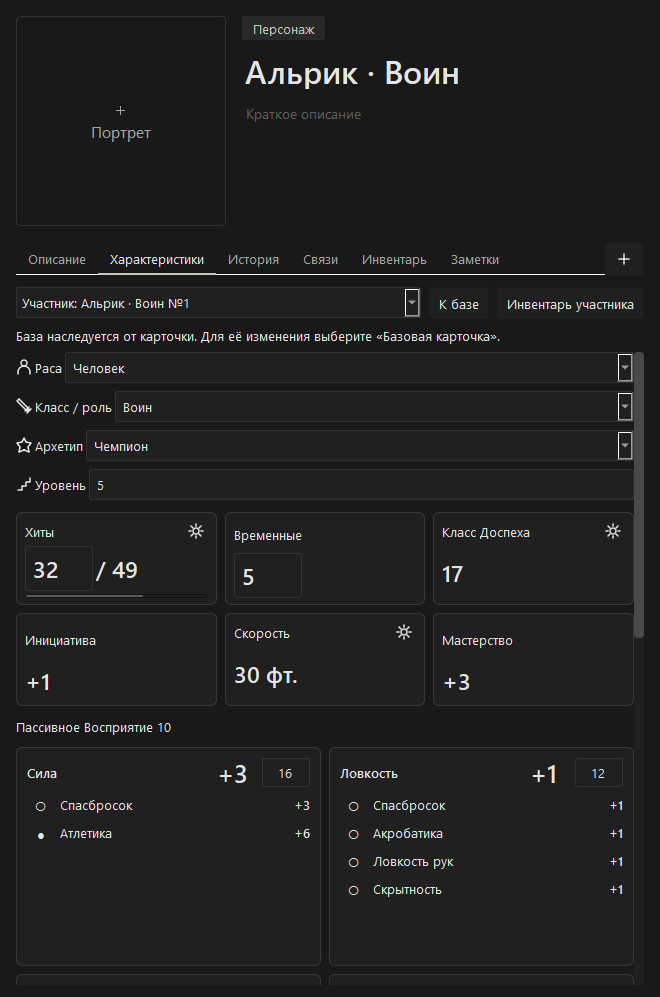 Персонаж
Альрик · Воин
Краткое описание
+
Портрет
Описание Характеристики История Связи Инвентарь Заметки +
Участник: Альрик · Воин №1 К базе Инвентарь участника
База наследуется от карточки. Для её изменения выберите «Базовая карточка».
Раса Человек
Класс / роль Воин
Архетип Чемпион
Уровень 5
Хиты
32 / 49
Временные
5
Класс Доспеха
17
Инициатива
+1
Скорость
30 фт.
Мастерство
+3
Пассивное Восприятие 10
Сила +3 16
Спасбросок +3
Атлетика +6
Ловкость +1 12
Спасбросок +1
Акробатика +1
Ловкость рук +1
Скрытность +1